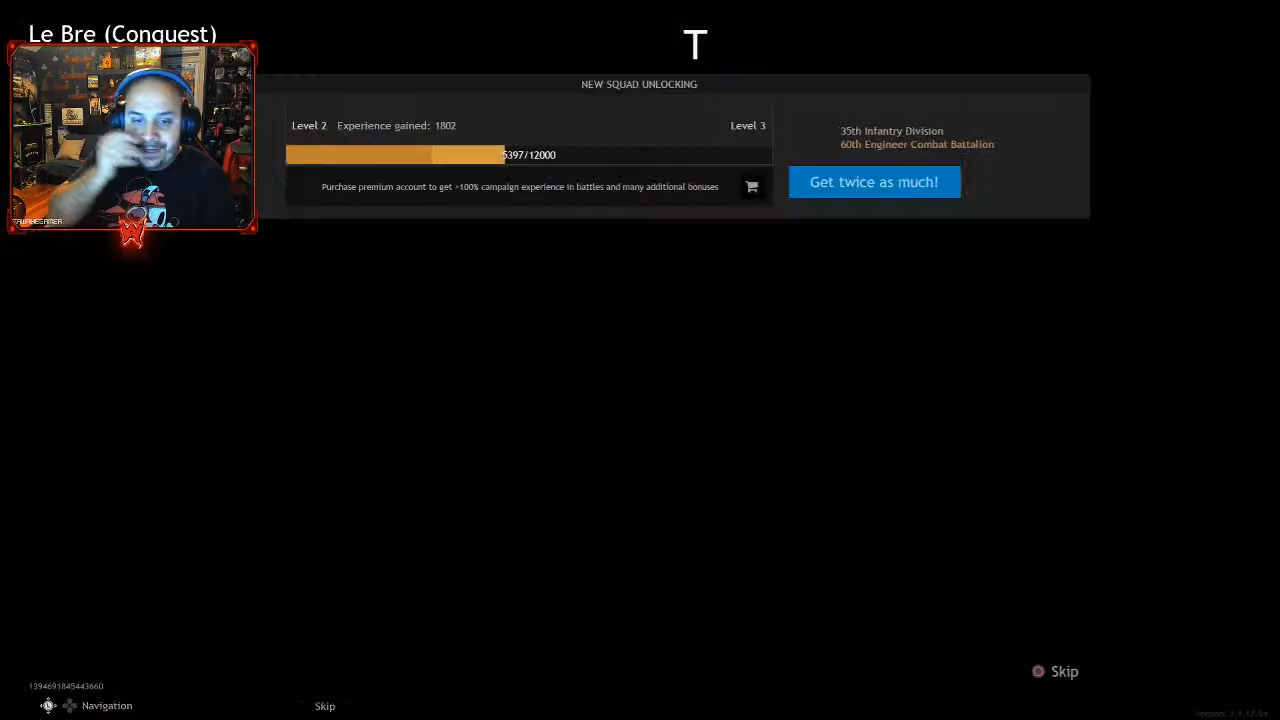 Le Bre (Conquest)
T
NEW SQUAD UNLOCKING
Level 2 Experience gained: 1802 Level 3
5397/12000
35th Infantry Division
60th Engineer Combat Battalion
Purchase premium account to get +100% campaign experience in battles and many additional bonuses
Get twice as much!
Skip
1394691845443660
Navigation
Skip